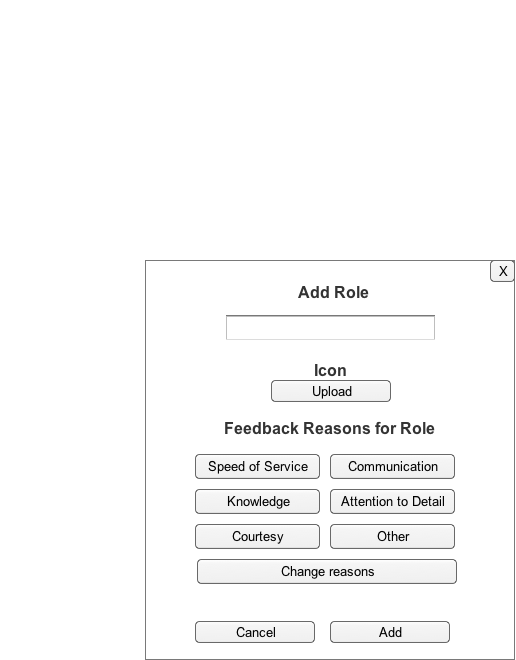 X
Add Role
Icon
Upload
Feedback Reasons for Role
Speed of Service Communication
Knowledge Attention to Detail
Courtesy Other
Change reasons
Cancel Add